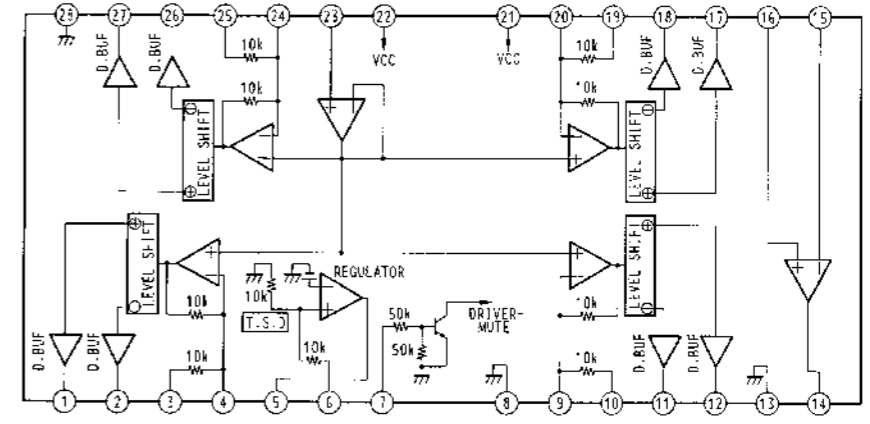 28 27 26 25 24 23 22 21 20 19 18 17 16 15
D.BUF D.BUF 10k VCC VCC 10k D.BUF D.BUF
10k 10k
LEVEL SHIFT LEVEL SHIFT
LEVEL SHIFT LEVEL SHIFT
REGULATOR
10k 10k 50k DRIVER-
MUTE 10k
T.S.D
D.BUF D.BUF 10k 10k 50k 10k D.BUF D.BUF
1 2 3 4 5 6 7 8 9 10 11 12 13 14